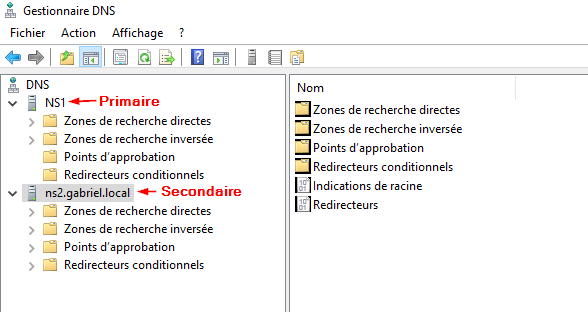 Gestionnaire DNS
Fichier Action Affichage ?
DNS
NS1 Primaire
Zones de recherche directes
Zones de recherche inversée
Points d'approbation
Redirecteurs conditionnels
ns2.gabriel.local Secondaire
Zones de recherche directes
Zones de recherche inversée
Points d'approbation
Redirecteurs conditionnels
Nom
Zones de recherche directes
Zones de recherche inversée
Points d'approbation
Redirecteurs conditionnels
Indications de racine
Redirecteurs